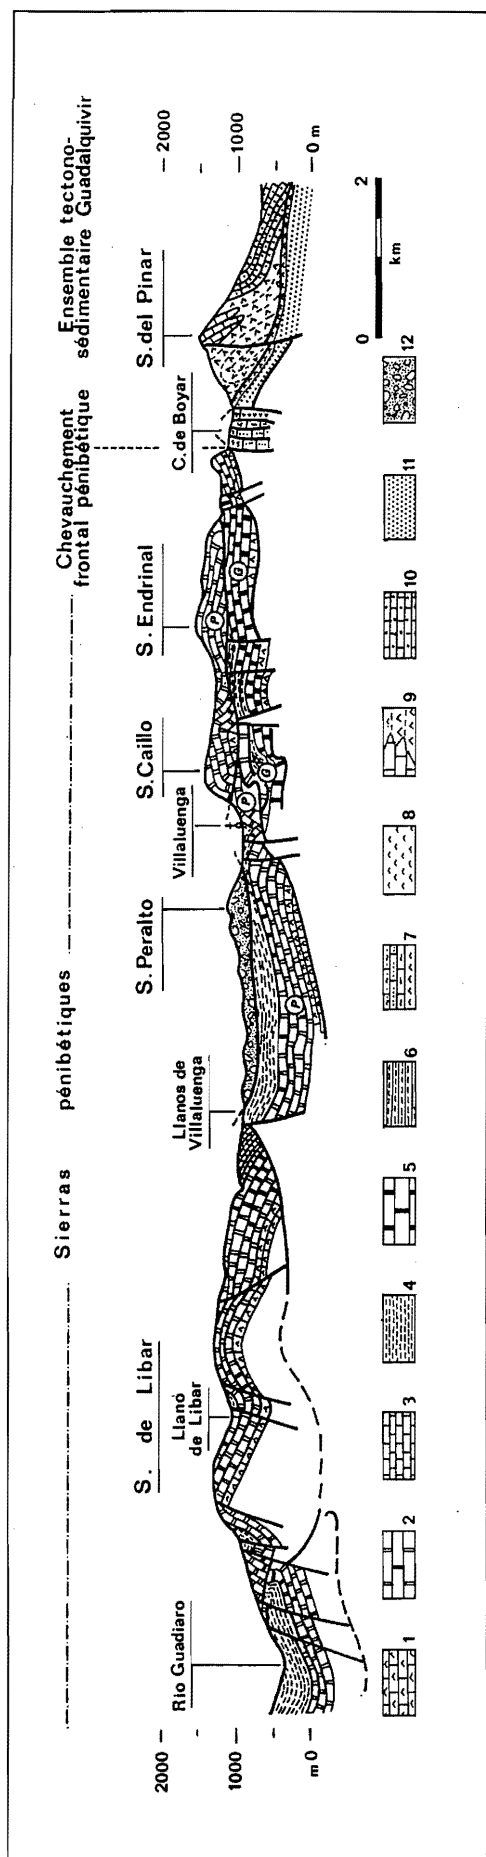 Sierras pénibétiques
Chevauchement
frontal pénibétique
Ensemble tectono-
sédimentaire Guadalquivir
Rio Guadiaro
S. de Libar
Llano
de Libar
Llanos de
Villaluenga
S. Peralto
Villaluenga
S. Caillo
S. Endrinal
C. de Boyar
S. del Pinar
2000
1000
m 0
2000
1000
0 m
P
P
G
P
G
0 2
km
1 2 3 4 5 6 7 8 9 10 11 12